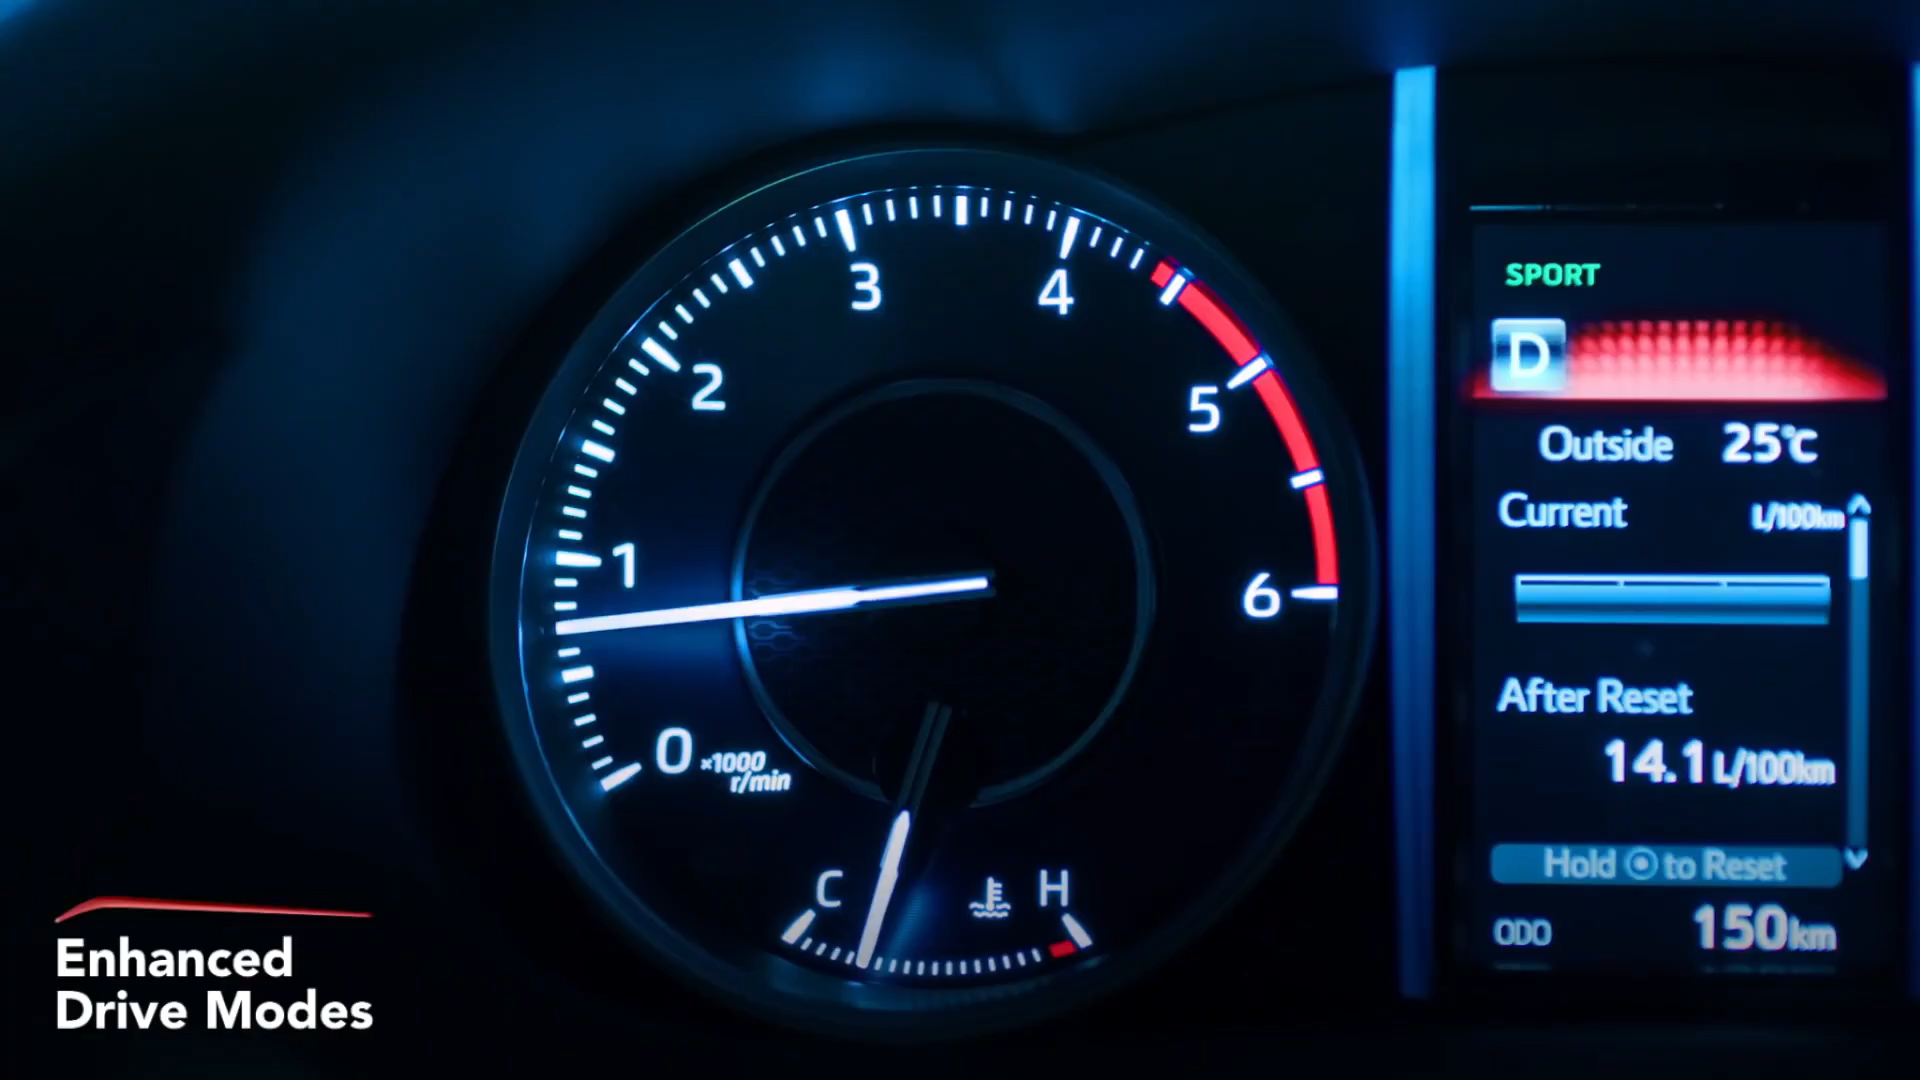 3
4
2
5
1
6
0
×1000
r/min
C
H
SPORT
D
Outside 25℃
Current L/100km
After Reset
14.1 L/100km
Hold ⦿ to Reset
ODO 150km
Enhanced
Drive Modes